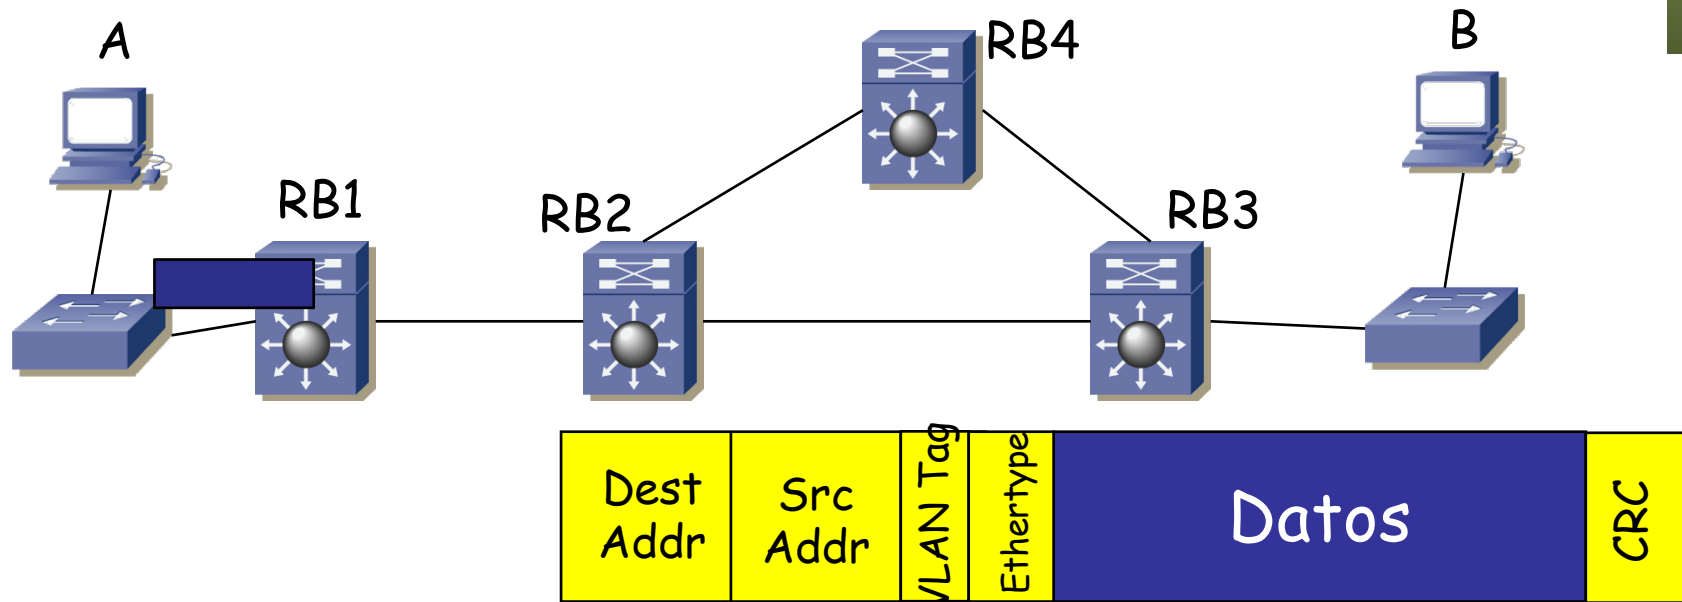 A
RB4
B
RB1
RB2
RB3
Dest
Addr
Src
Addr
VLAN Tag
Ethertype
Datos
CRC